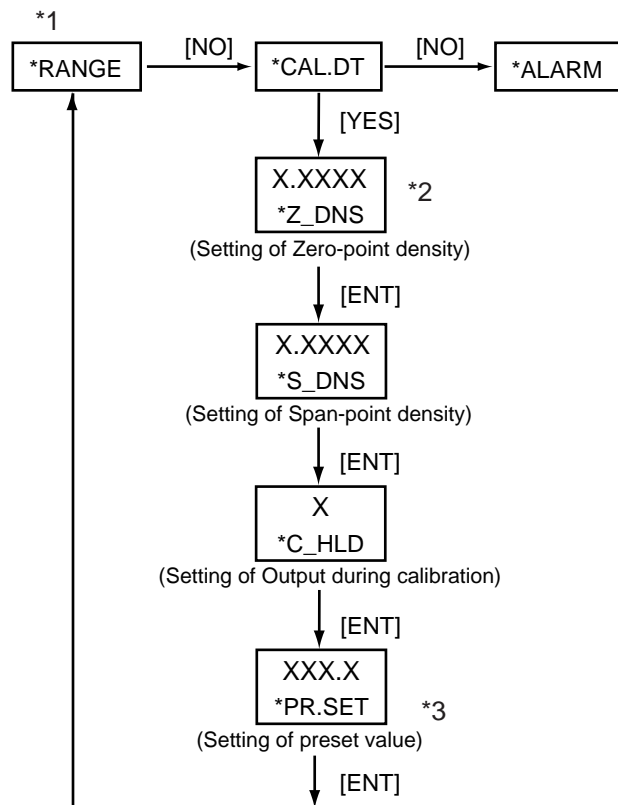 *1
*RANGE
[NO]
*CAL.DT
[NO]
*ALARM
[YES]
X.XXXX
*Z_DNS
*2
(Setting of Zero-point density)
[ENT]
X.XXXX
*S_DNS
(Setting of Span-point density)
[ENT]
X
*C_HLD
(Setting of Output during calibration)
[ENT]
XXX.X
*PR.SET
*3
(Setting of preset value)
[ENT]